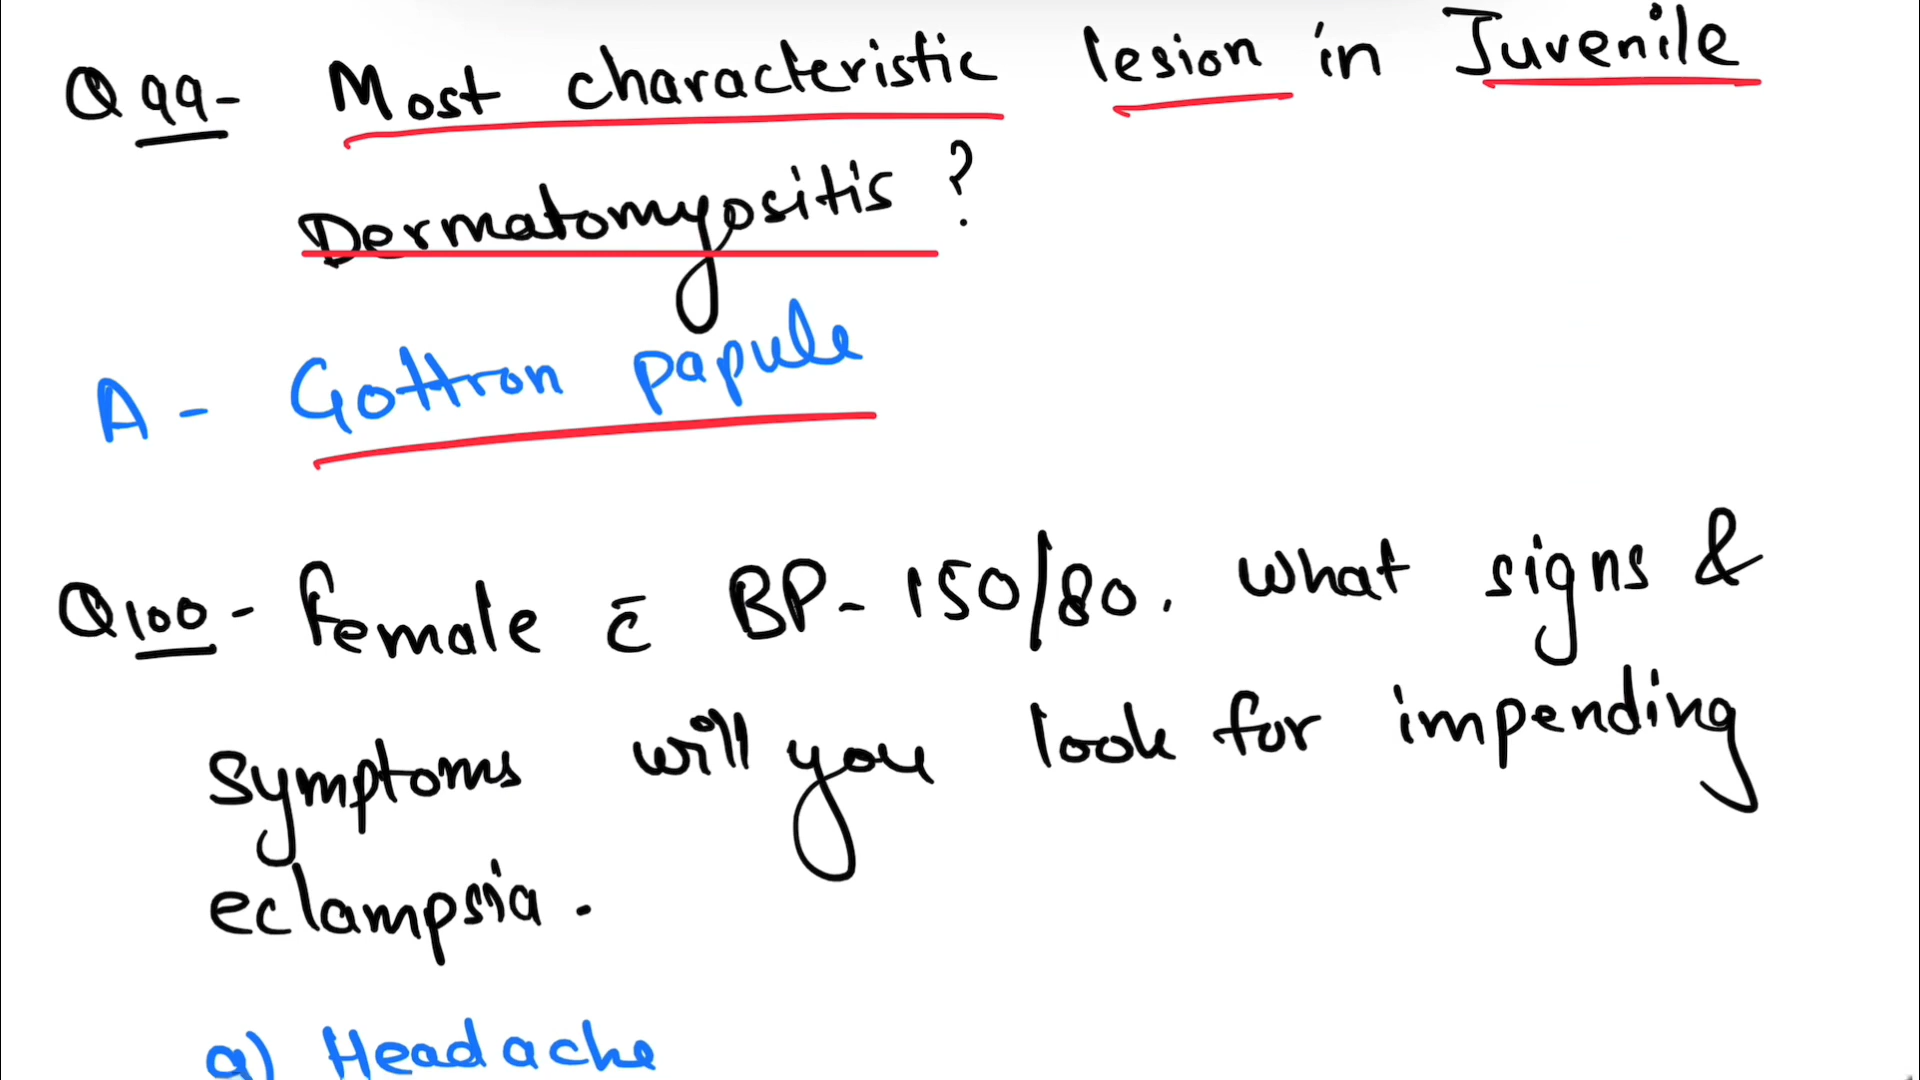 Q 99- Most characteristic lesion in Juvenile
Dermatomyositis ?
A - Gottron papule
Q100 - female c̄ BP- 150/80. what signs &
symptoms will you look for impending
eclampsia.
a) Headache